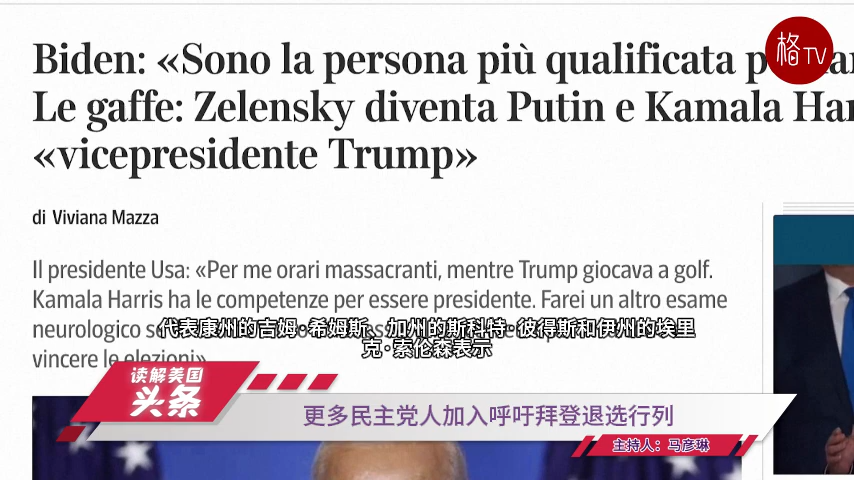 格TV
Biden: «Sono la persona più qualificata p
Le gaffe: Zelensky diventa Putin e Kamala Har
«vicepresidente Trump»
di Viviana Mazza
Il presidente Usa: «Per me orari massacranti, mentre Trump giocava a golf.
Kamala Harris ha le competenze per essere presidente. Farei un altro esame
neurologico
代表康州的吉姆·希姆斯、加州的斯科特·彼得斯和伊州的埃里
克·索伦森表示
vincere le elezioni»
读解美国
头条
更多民主党人加入呼吁拜登退选行列
主持人：马彦琳